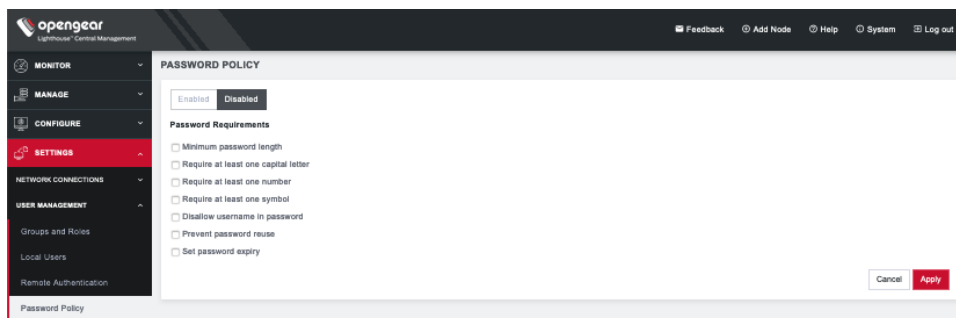 opengear
Lighthouse™ Central Management
Feedback
Add Node
Help
System
Log out
MONITOR
MANAGE
CONFIGURE
SETTINGS
NETWORK CONNECTIONS
USER MANAGEMENT
Groups and Roles
Local Users
Remote Authentication
Password Policy
PASSWORD POLICY
Enabled
Disabled
Password Requirements
Minimum password length
Require at least one capital letter
Require at least one number
Require at least one symbol
Disallow username in password
Prevent password reuse
Set password expiry
Cancel
Apply